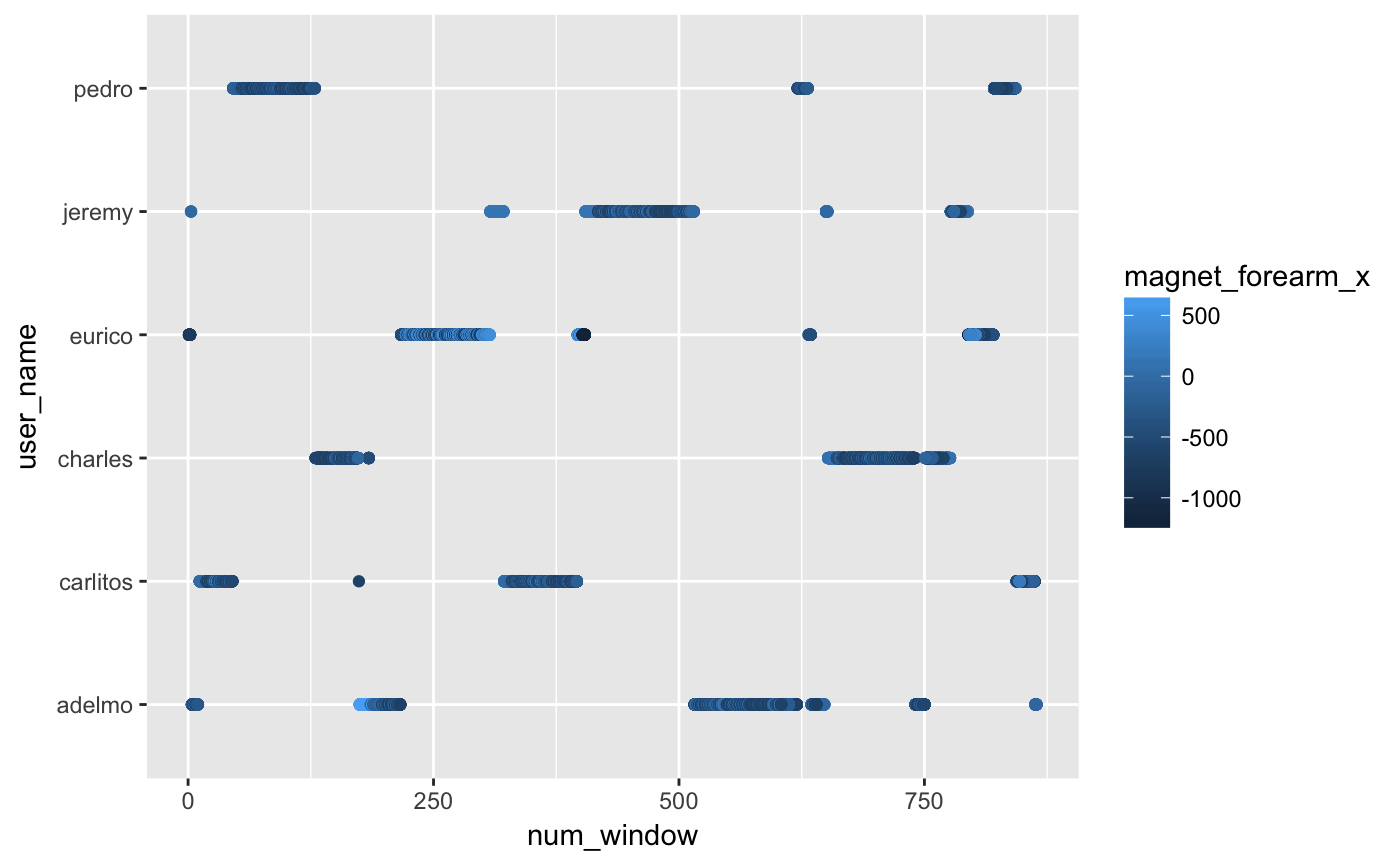 pedro
jeremy
eurico
charles
carlitos
adelmo
user_name
0 250 500 750
num_window
magnet_forearm_x
500
0
-500
-1000